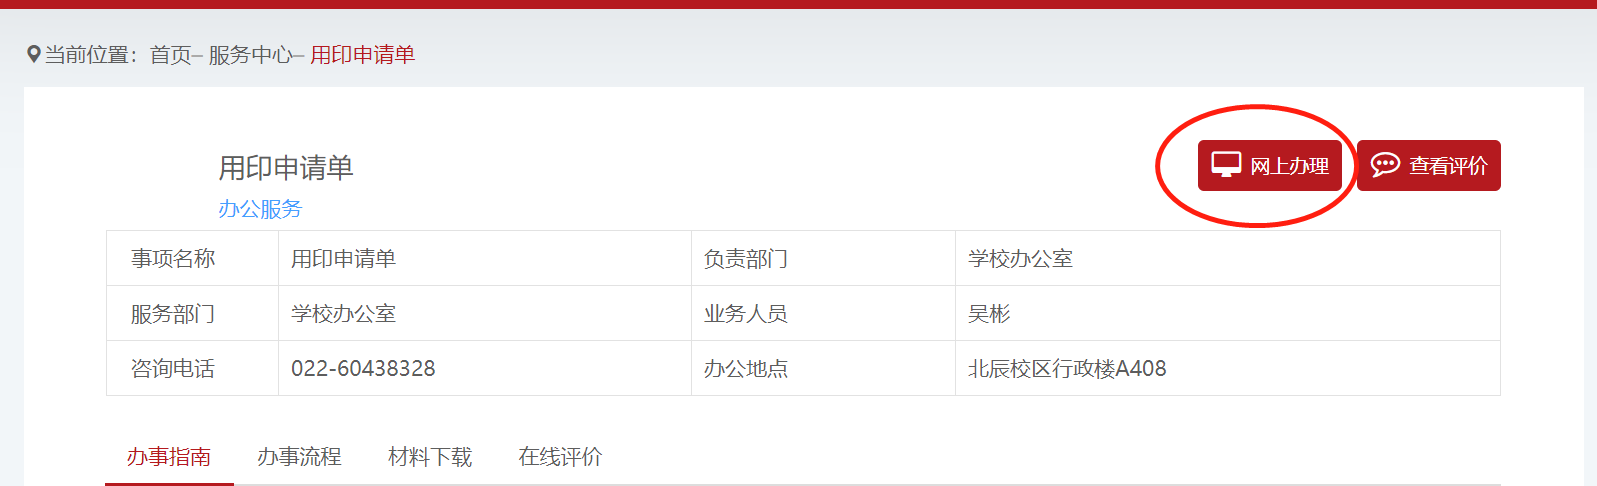 当前位置：首页– 服务中心– 用印申请单
用印申请单
网上办理
查看评价
办公服务
事项名称 用印申请单 负责部门 学校办公室
服务部门 学校办公室 业务人员 吴彬
咨询电话 022-60438328 办公地点 北辰校区行政楼A408
办事指南 办事流程 材料下载 在线评价